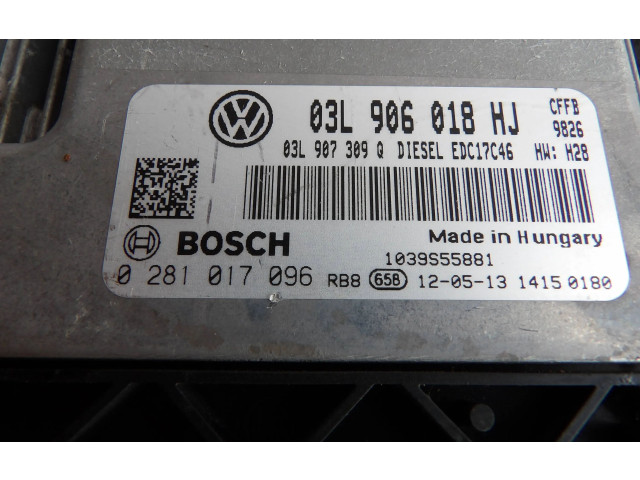 03L 906 018 HJ CFFB
9826
03L 907 309 Q DIESEL EDC17C46 HW: H28
BOSCH
Made in Hungary
1039S55881
0 281 017 096 RB8 658 12-05-13 1415 0180